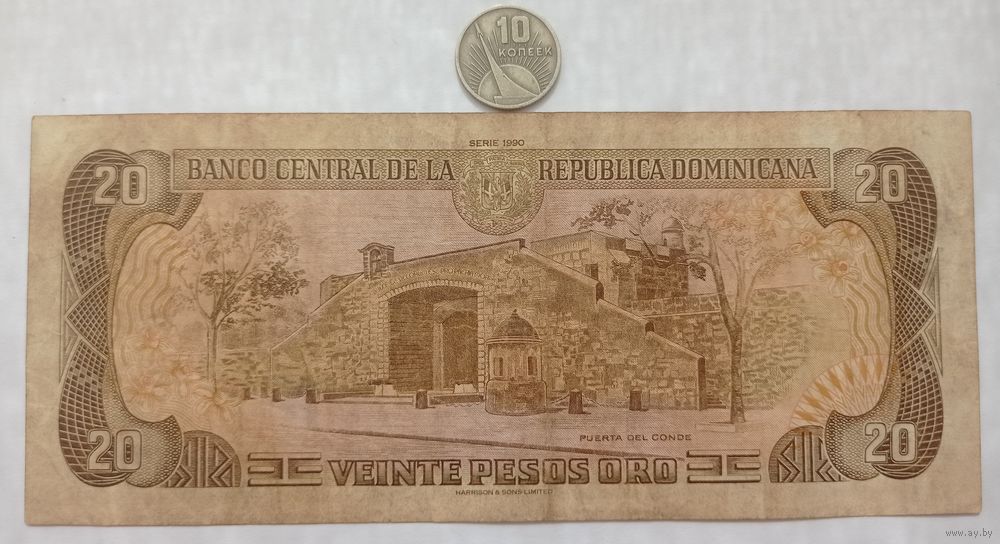 10
КОПЕЕК
SERIE 1990
BANCO CENTRAL DE LA REPUBLICA DOMINICANA
20 20
PUERTA DEL CONDE
20 20
VEINTE PESOS ORO
HARRISON & SONS LIMITED
www.ay.by